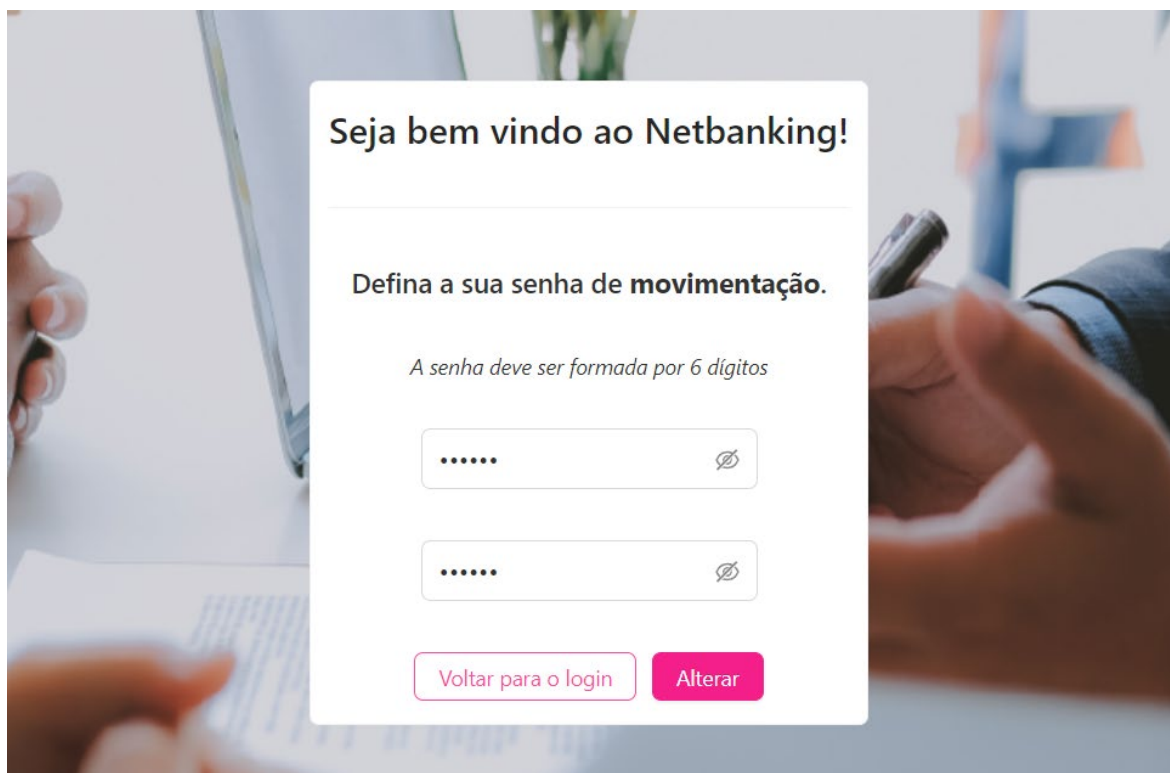 Seja bem vindo ao Netbanking!
Defina a sua senha de movimentação.
A senha deve ser formada por 6 dígitos
••••••
••••••
Voltar para o login
Alterar